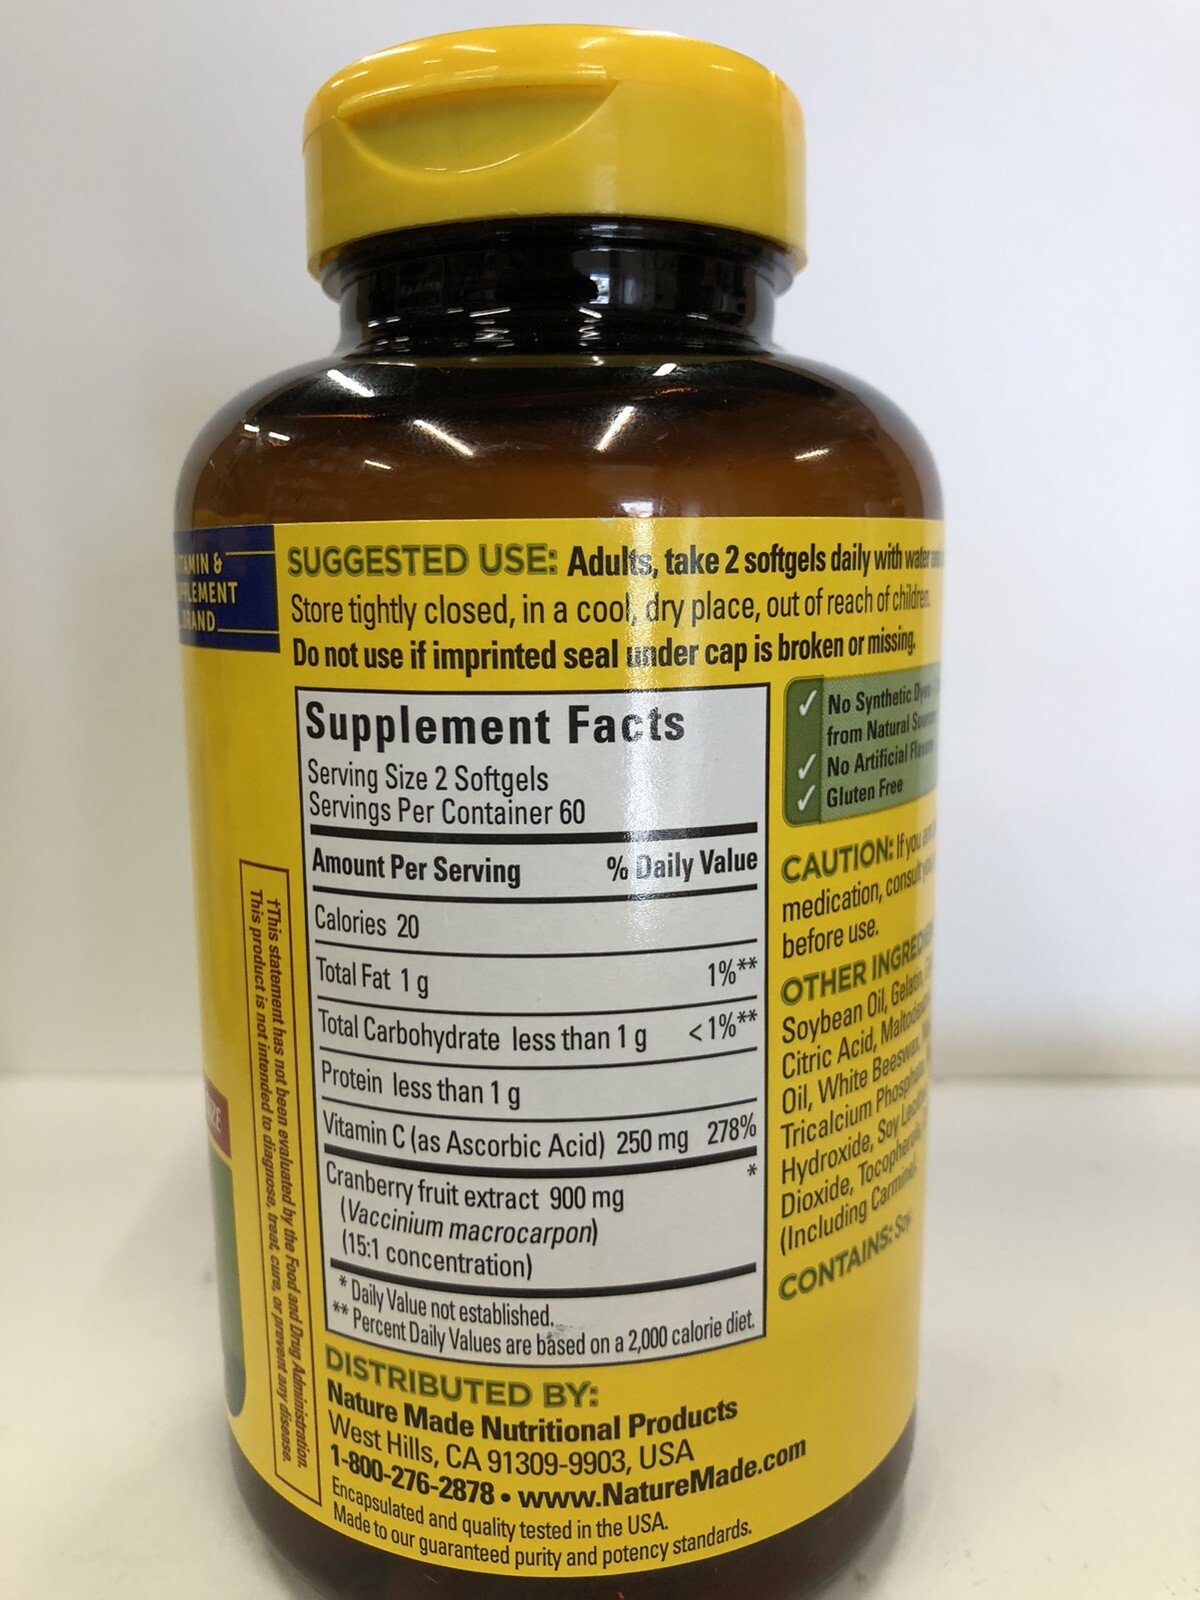 SUGGESTED USE: Adults, take 2 softgels daily with water
Store tightly closed, in a cool, dry place, out of reach of children.
Do not use if imprinted seal under cap is broken or missing.
BRAND
Supplement Facts
Serving Size 2 Softgels
Servings Per Container 60
Amount Per Serving % Daily Value
Calories 20
Total Fat 1 g 1%**
Total Carbohydrate less than 1 g <1%**
Protein less than 1 g
Vitamin C (as Ascorbic Acid) 250 mg 278%
Cranberry fruit extract 900 mg *
(Vaccinium macrocarpon)
(15:1 concentration)
* Daily Value not established.
** Percent Daily Values are based on a 2,000 calorie diet.
DISTRIBUTED BY:
Nature Made Nutritional Products
West Hills, CA 91309-9903, USA
1-800-276-2878 • www.NatureMade.com
Encapsulated and quality tested in the USA.
Made to our guaranteed purity and potency standards.
†This statement has not been evaluated by the Food and Drug Administration.
This product is not intended to diagnose, treat, cure, or prevent any disease.
✓ No Synthetic
from Natural
✓ No Artificial
✓ Gluten Free
CAUTION: If you
medication, consult
before use.
OTHER
Soybean Oil, Gelatin,
Citric Acid,
Oil, White Beeswax,
Tricalcium
Hydroxide, Soy
Dioxide,
(Including
CONTAINS: Soy.